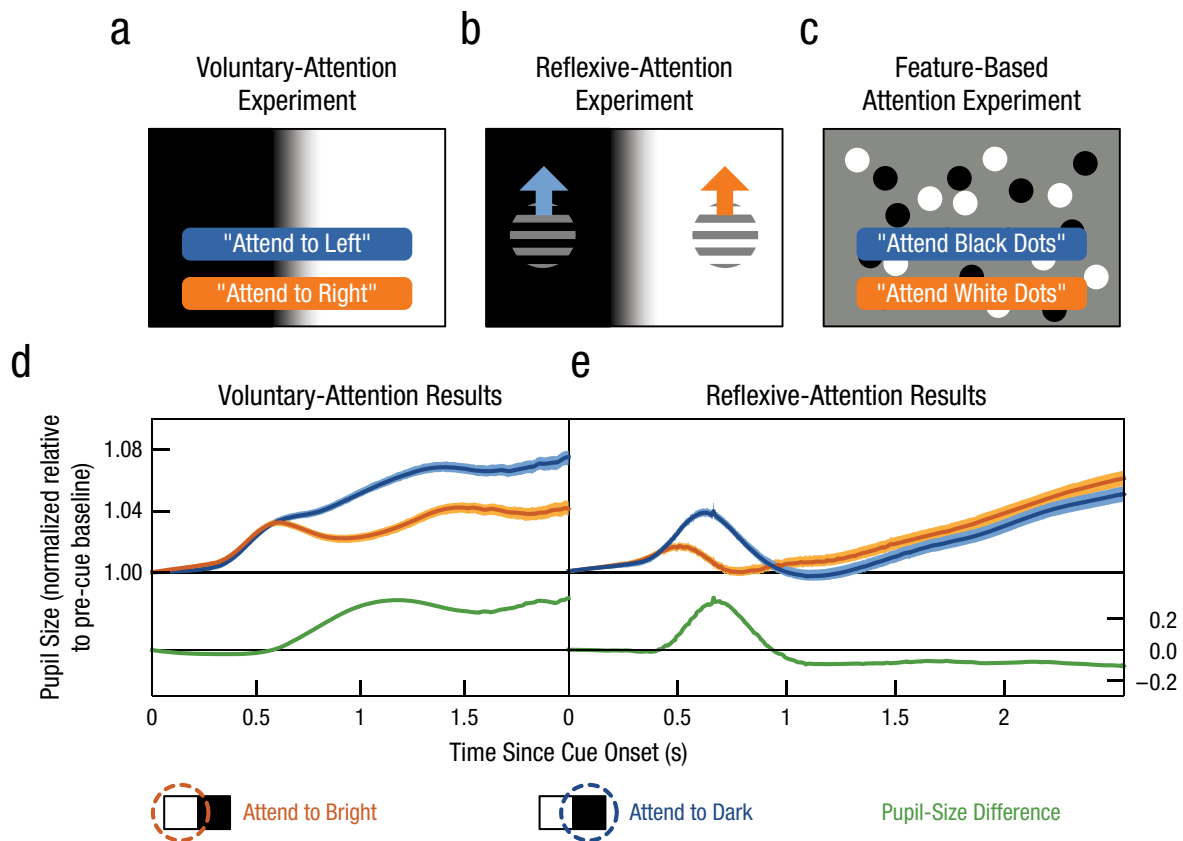 a
Voluntary-Attention
Experiment
"Attend to Left"
"Attend to Right"
b
Reflexive-Attention
Experiment
c
Feature-Based
Attention Experiment
"Attend Black Dots"
"Attend White Dots"
d
Voluntary-Attention Results
e
Reflexive-Attention Results
Pupil Size (normalized relative
to pre-cue baseline)
1.08
1.04
1.00
0.2
0.0
−0.2
0
0.5
1
1.5
0
0.5
1
1.5
2
Time Since Cue Onset (s)
Attend to Bright
Attend to Dark
Pupil-Size Difference